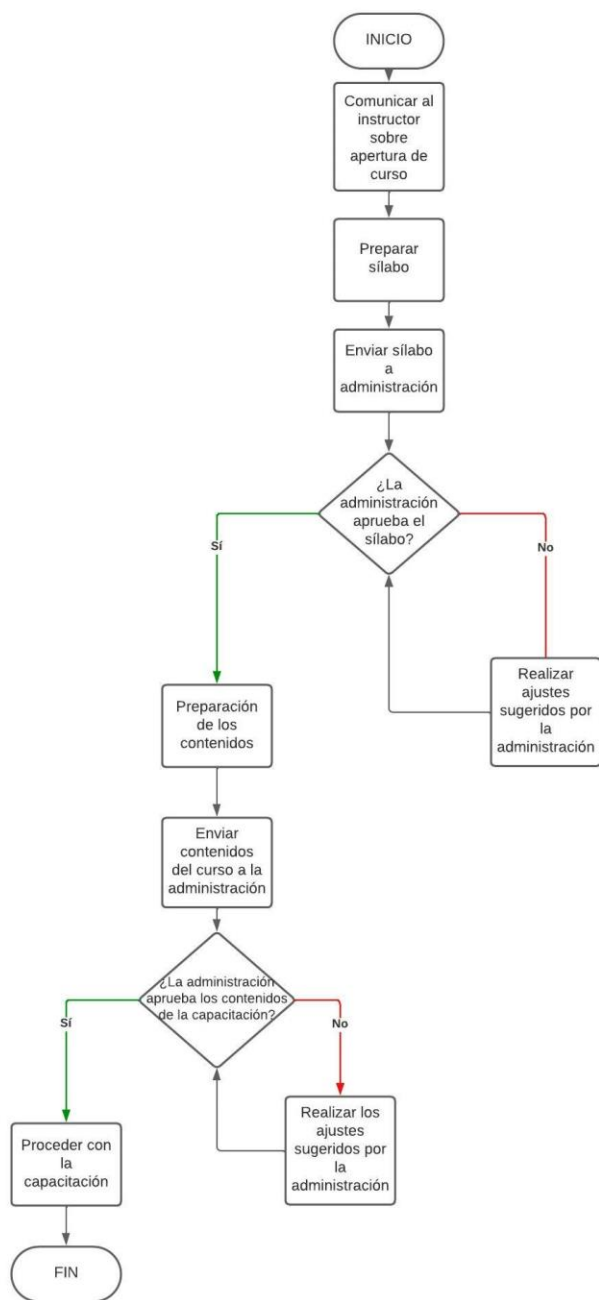 INICIO
Comunicar al
instructor
sobre
apertura de
curso
Preparar
sílabo
Enviar sílabo
a
administración
¿La
administración
aprueba el
sílabo?
Sí
No
Realizar
ajustes
sugeridos por
la
administración
Preparación
de los
contenidos
Enviar
contenidos
del curso a la
administración
¿La administración
aprueba los contenidos
de la capacitación?
Sí
No
Realizar los
ajustes
sugeridos por
la
administración
Proceder con
la
capacitación
FIN